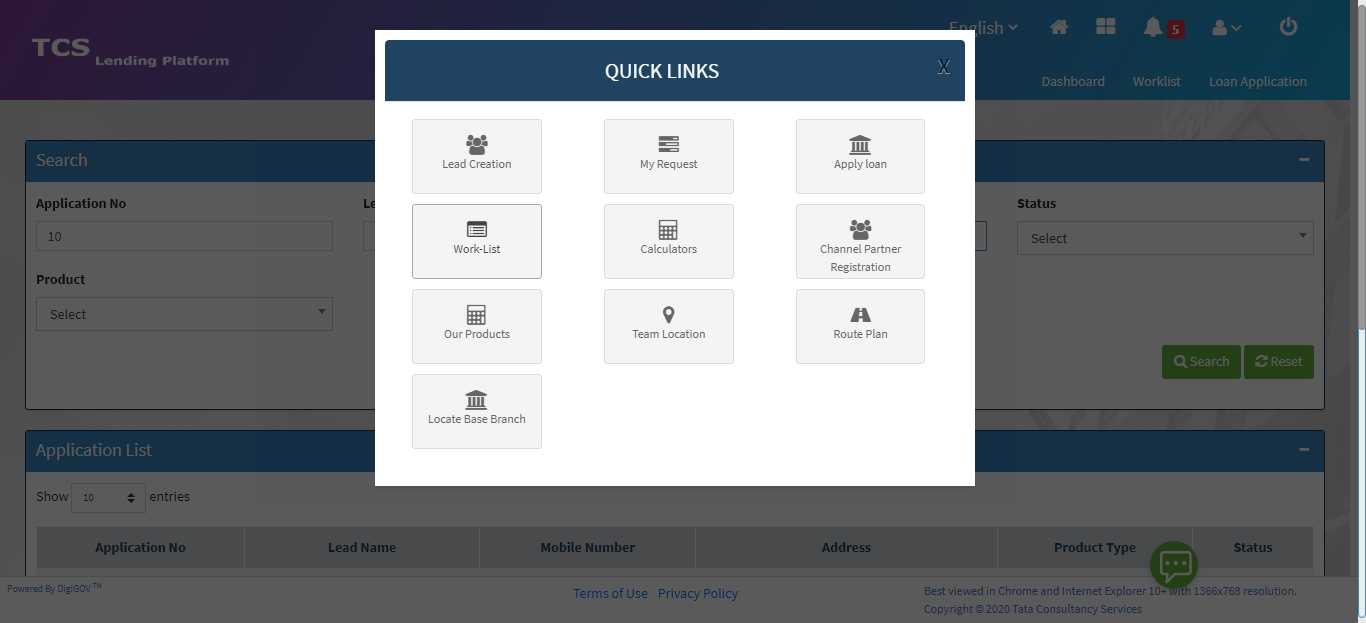 TCS Lending Platform
English
5
Dashboard Worklist Loan Application
QUICK LINKS X
Lead Creation My Request Apply loan
Work-List Calculators Channel Partner
Registration
Our Products Team Location Route Plan
Locate Base Branch
Search
Application No Le Status
10 Select
Product
Select
Search Reset
Application List
Show 10 entries
Application No Lead Name Mobile Number Address Product Type Status
Powered By DigiGOV TM
Terms of Use Privacy Policy
Best viewed in Chrome and Internet Explorer 10+ with 1366x768 resolution.
Copyright © 2020 Tata Consultancy Services